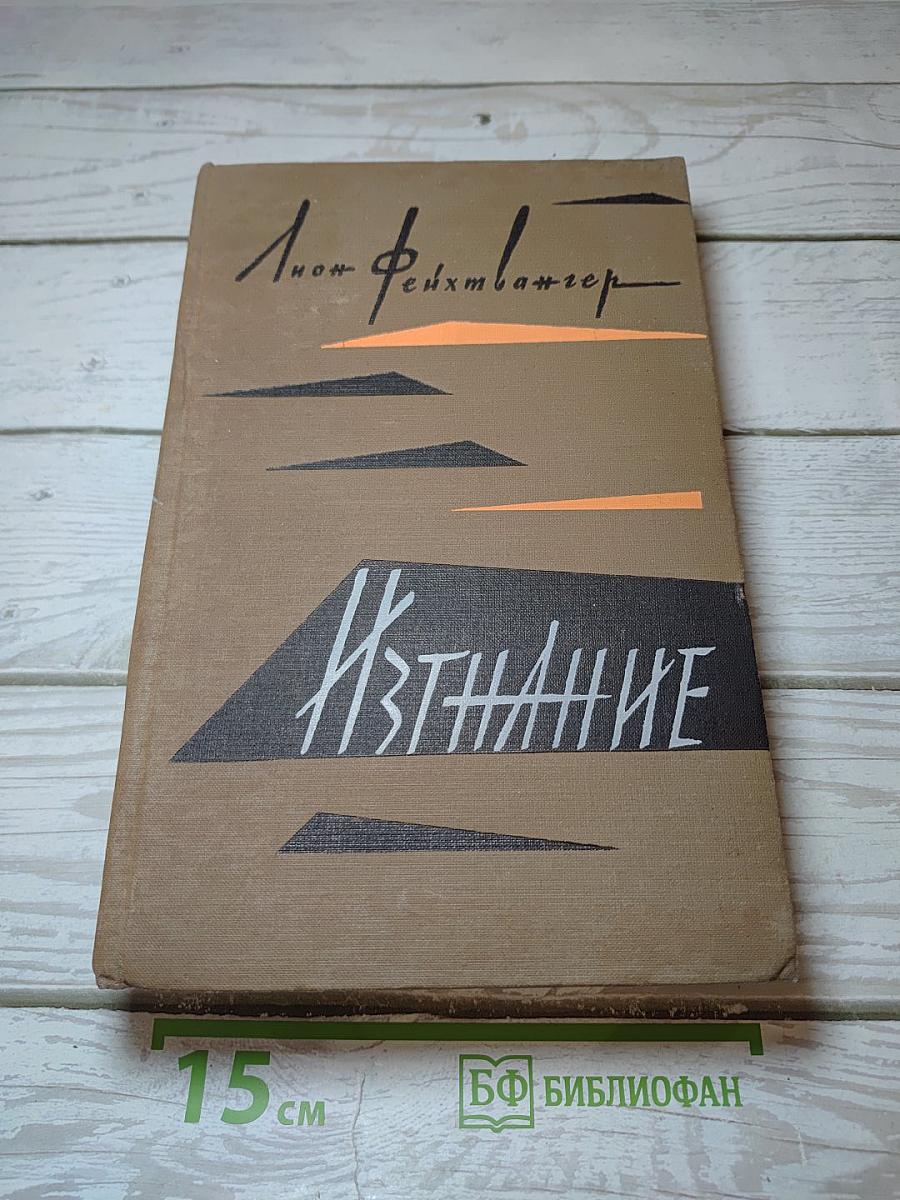 Лион Фейхтвангер
Изгнание
15 см
БФ БИБЛИОФАН